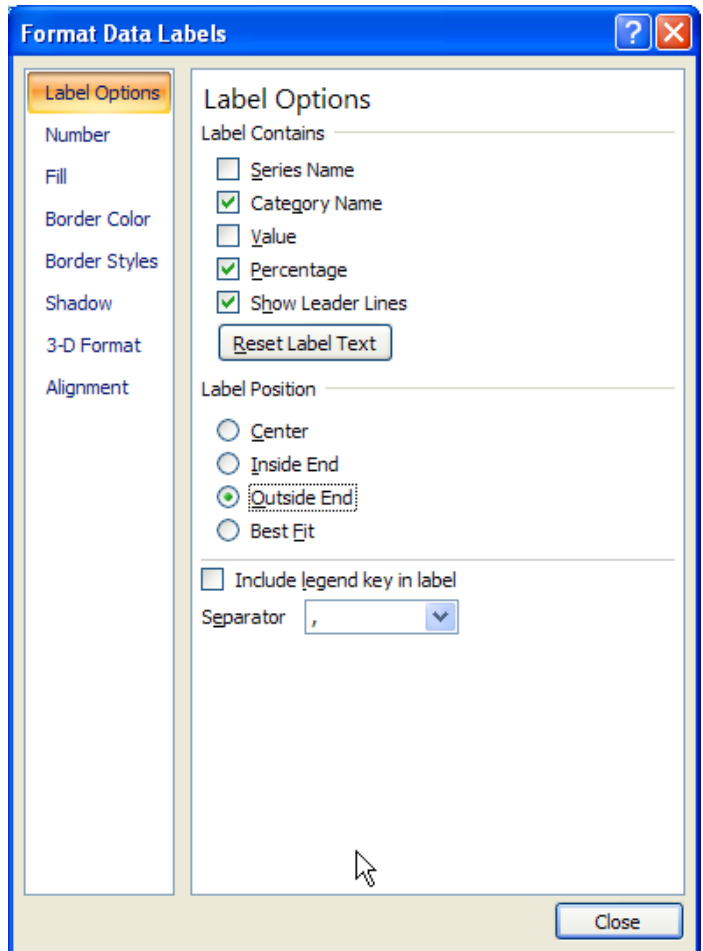 Format Data Labels
?
Label Options
Number
Fill
Border Color
Border Styles
Shadow
3-D Format
Alignment
Label Options
Label Contains
Series Name
Category Name
Value
Percentage
Show Leader Lines
Reset Label Text
Label Position
Center
Inside End
Outside End
Best Fit
Include legend key in label
Separator ,
Close